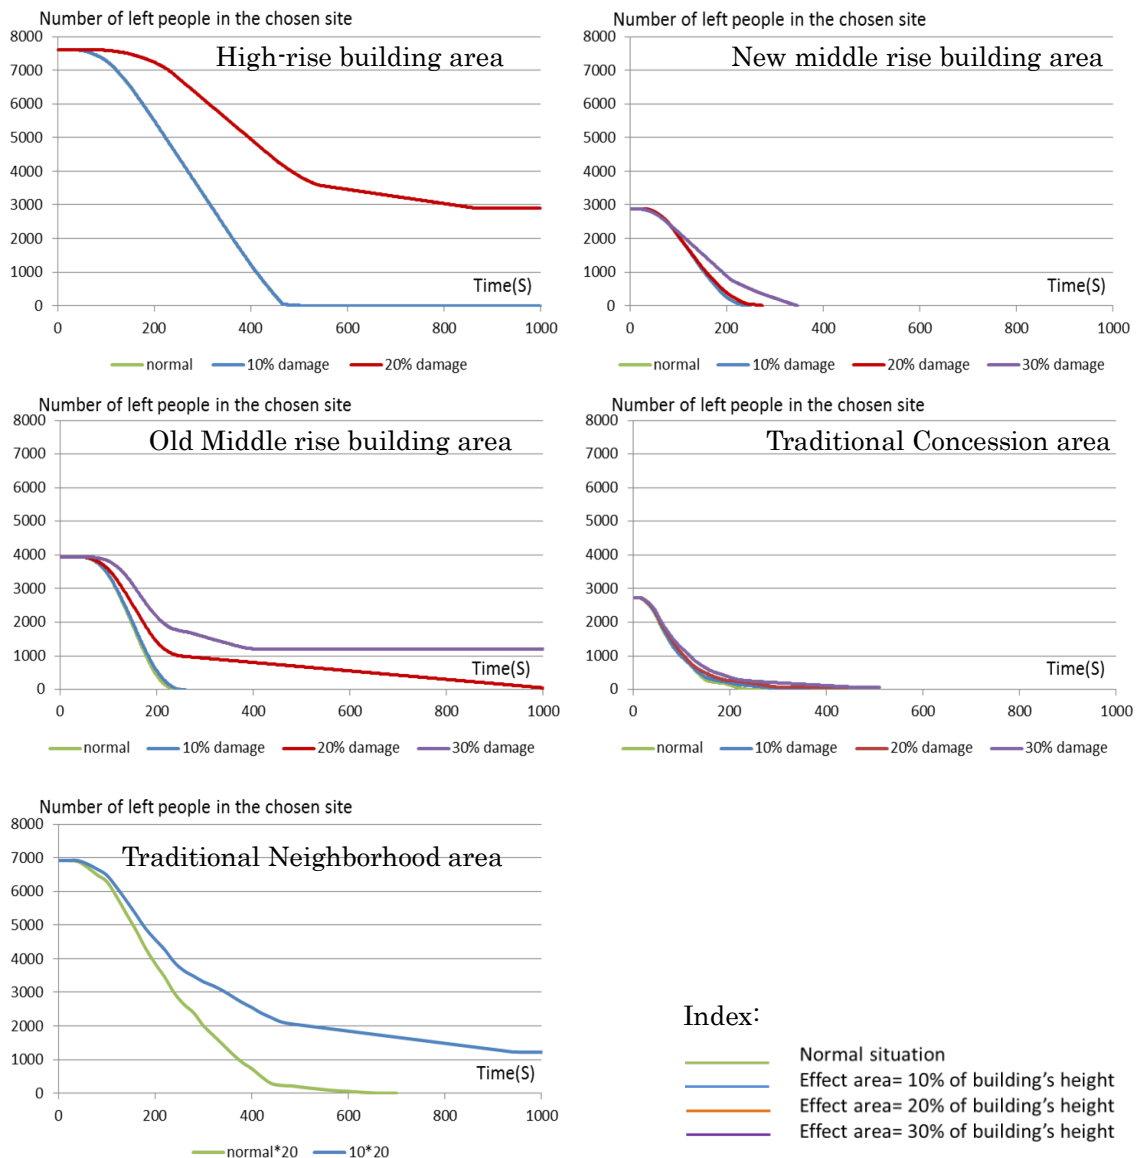 Number of left people in the chosen site
High-rise building area
8000
7000
6000
5000
4000
3000
2000
1000
0
Time(S)
0 200 400 600 800 1000
normal 10% damage 20% damage
Number of left people in the chosen site
New middle rise building area
8000
7000
6000
5000
4000
3000
2000
1000
0
Time(S)
0 200 400 600 800 1000
normal 10% damage 20% damage 30% damage
Number of left people in the chosen site
Old Middle rise building area
8000
7000
6000
5000
4000
3000
2000
1000
0
Time(S)
0 200 400 600 800 1000
normal 10% damage 20% damage 30% damage
Number of left people in the chosen site
Traditional Concession area
8000
7000
6000
5000
4000
3000
2000
1000
0
Time(S)
0 200 400 600 800 1000
normal 10% damage 20% damage 30% damage
Number of left people in the chosen site
Traditional Neighborhood area
8000
7000
6000
5000
4000
3000
2000
1000
0
Time(S)
0 200 400 600 800 1000
normal*20 10*20
Index:
Normal situation
Effect area= 10% of building's height
Effect area= 20% of building's height
Effect area= 30% of building's height